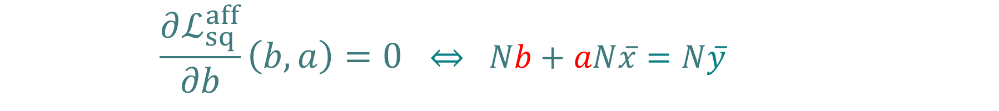 ∂ℒ_sq^aff/∂b (b, a) = 0 ⇔ Nb + aNx̄ = Nȳ